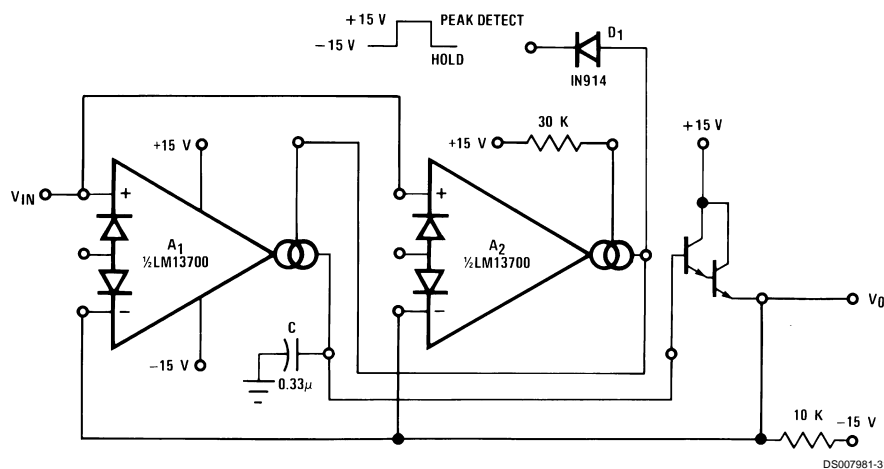 +15 V PEAK DETECT
−15 V HOLD
D1
IN914
VIN
+15 V
+
A1
½LM13700
−
−15 V
C
0.33μ
+15 V
30 K
+
A2
½LM13700
−
+15 V
VO
10 K
−15 V
DS007981-3